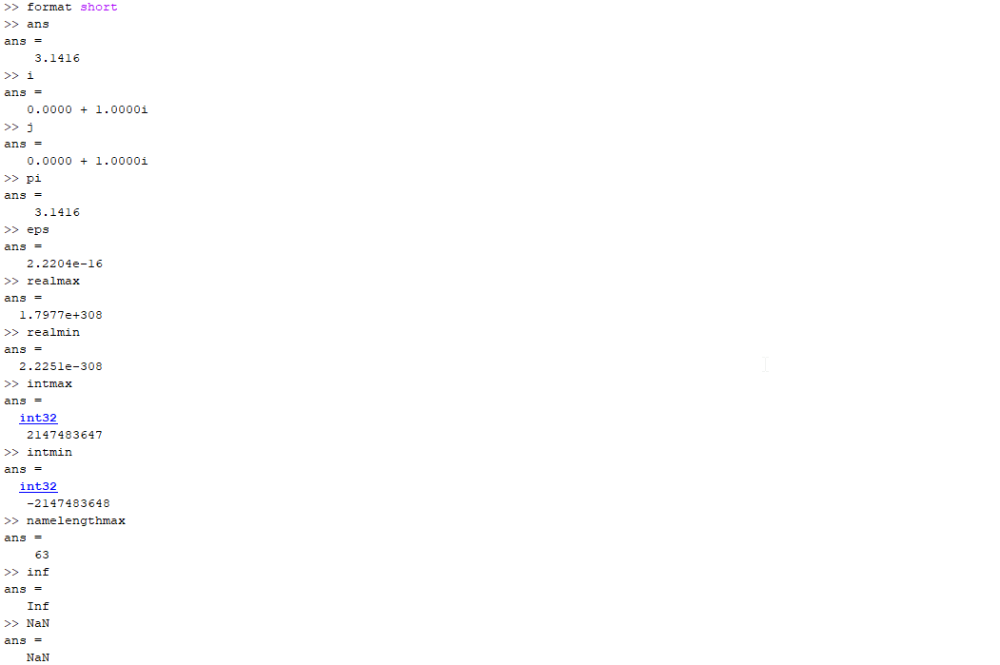 >> format short
>> ans
ans =
3.1416
>> i
ans =
0.0000 + 1.0000i
>> j
ans =
0.0000 + 1.0000i
>> pi
ans =
3.1416
>> eps
ans =
2.2204e-16
>> realmax
ans =
1.7977e+308
>> realmin
ans =
2.2251e-308
>> intmax
ans =
int32
2147483647
>> intmin
ans =
int32
-2147483648
>> namelengthmax
ans =
63
>> inf
ans =
Inf
>> NaN
ans =
NaN